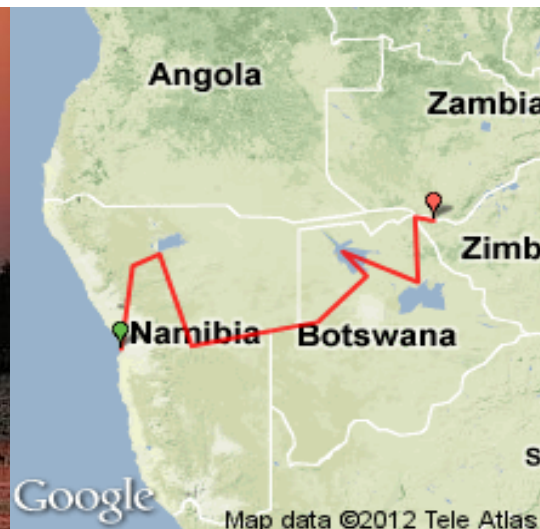 Angola
Zambia
Zimb
Namibia
Botswana
S
Google
Map data ©2012 Tele Atlas